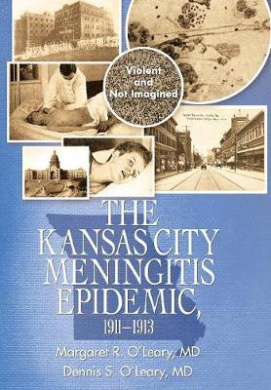 Violent
and
Not Imagined
THE
KANSAS CITY
MENINGITIS
EPIDEMIC,
1911–1913
Margaret R. O'Leary, MD
Dennis S. O'Leary, MD